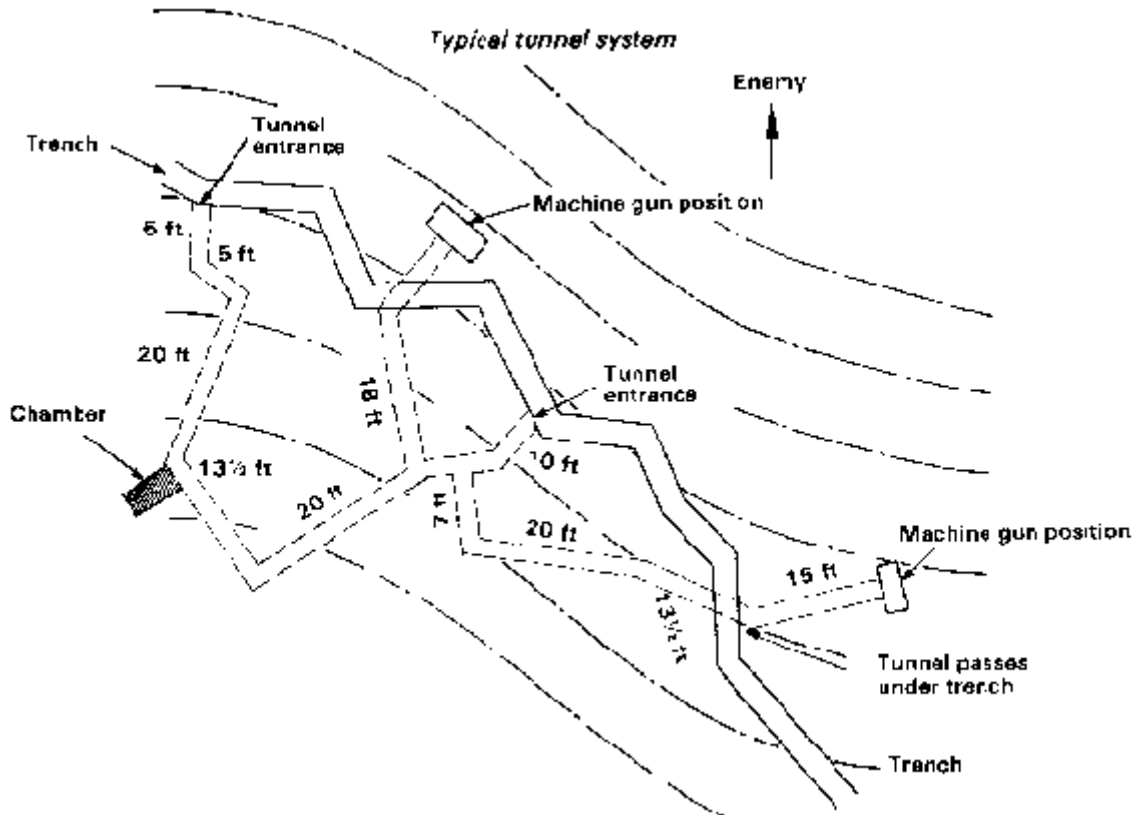 Typical tunnel system
Enemy
Tunnel
entrance
Trench
Machine gun position
5 ft
5 ft
20 ft
18 ft
Tunnel
entrance
Chamber
13½ ft
20 ft
10 ft
7 ft
20 ft
Machine gun position
15 ft
13½ ft
Tunnel passes
under trench
Trench